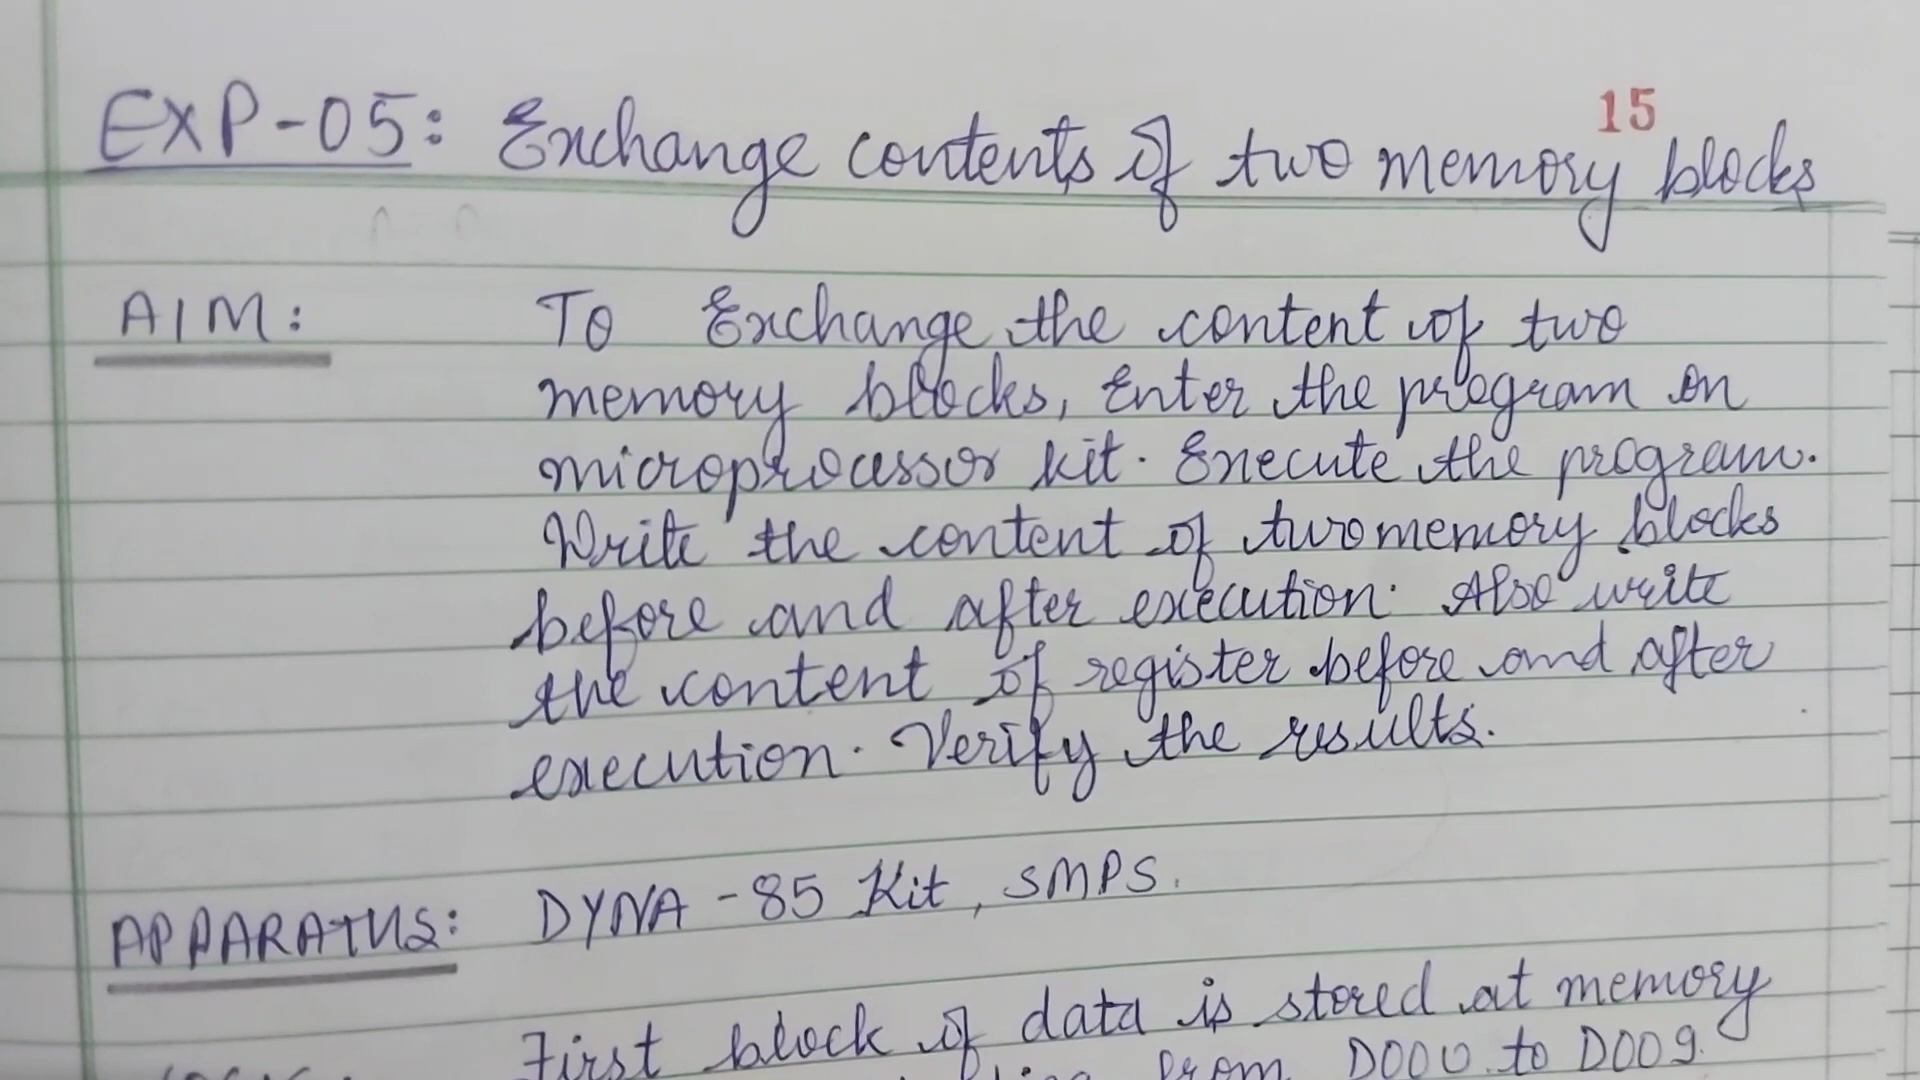 15
EXP-05: Exchange contents of two memory blocks
AIM: To Exchange the content of two
memory blocks, Enter the program on
microprocessor kit. Execute the program.
Write the content of two memory blocks
before and after execution. Also write
the content of register before and after
execution. Verify the results.
APPARATUS: DYNA-85 Kit, SMPS.
First block of data is stored at memory
from D000 to D009.